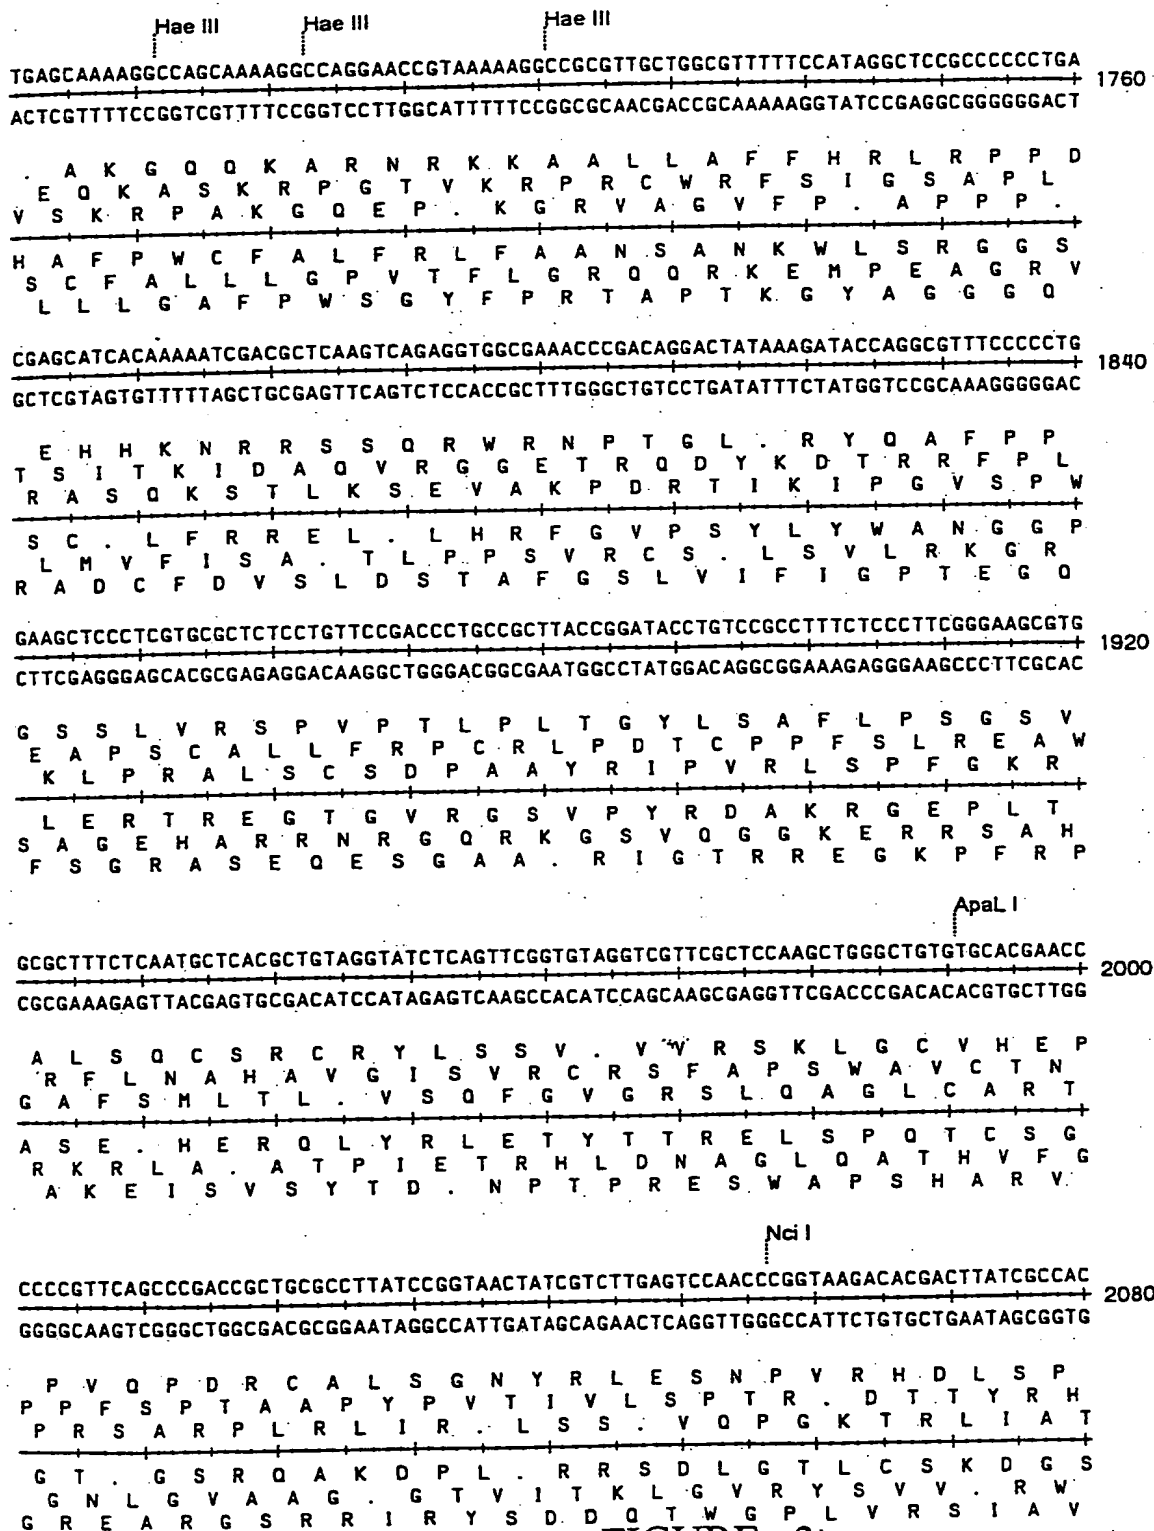 Hae III Hae III Hae III
TGAGCAAAAGGCCAGCAAAAGGCCAGGAACCGTAAAAAGGCCGCGTTGCTGGCGTTTTTCCATAGGCTCCGCCCCCCTGA
1760
ACTCGTTTTCCGGTCGTTTTCCGGTCCTTGGCATTTTTCCGGCGCAACGACCGCAAAAAGGTATCCGAGGCGGGGGGACT
. A K G Q Q K A R N R K K A A L L A F F H R L R P P D
E Q K A S K R P G T V K R P R C W R F S I G S A P L
V S K R P A K G Q E P . K G R V A G V F P . A P P P .
H A F P W C F A L F R L F A A N S A N K W L S R G G S
S C F A L L L G P V T F L G R Q Q R K E M P E A G R V
L L L G A F P W S G Y F P R T A P T K G Y A G G G Q
CGAGCATCACAAAAATCGACGCTCAAGTCAGAGGTGGCGAAACCCGACAGGACTATAAAGATACCAGGCGTTTCCCCCTG
1840
GCTCGTAGTGTTTTTAGCTGCGAGTTCAGTCTCCACCGCTTTGGGCTGTCCTGATATTTCTATGGTCCGCAAAGGGGGAC
E H H K N R R S S Q R W R N P T G L . R Y Q A F P P
T S I T K I D A Q V R G G E T R Q D Y K D T R R F P L
R A S Q K S T L K S E V A K P D R T I K I P G V S P W
S C . L F R R E L . L H R F G V P S Y L Y W A N G G P
L M V F I S A . T L P P S V R C S . L S V L R K G R
R A D C F D V S L D S T A F G S L V I F I G P T E G Q
GAAGCTCCCTCGTGCGCTCTCCTGTTCCGACCCTGCCGCTTACCGGATACCTGTCCGCCTTTCTCCCTTCGGGAAGCGTG
1920
CTTCGAGGGAGCACGCGAGAGGACAAGGCTGGGACGGCGAATGGCCTATGGACAGGCGGAAAGAGGGAAGCCCTTCGCAC
G S S L V R S P V P T L P L T G Y L S A F L P S G S V
E A P S C A L L F R P C R L P D T C P P F S L R E A W
K L P R A L S C S D P A A Y R I P V R L S P F G K R
L E R T R E G T G V R G S V P Y R D A K R G E P L T
S A G E H A R R N R G Q R K G S V Q G G K E R R S A H
F S G R A S E Q E S G A A . R I G T R R E G K P F R P
ApaL I
GCGCTTTCTCAATGCTCACGCTGTAGGTATCTCAGTTCGGTGTAGGTCGTTCGCTCCAAGCTGGGCTGTGTGCACGAACC
2000
CGCGAAAGAGTTACGAGTGCGACATCCATAGAGTCAAGCCACATCCAGCAAGCGAGGTTCGACCCGACACACGTGCTTGG
A L S Q C S R C R Y L S S V . V V R S K L G C V H E P
R F L N A H A V G I S V R C R S F A P S W A V C T N
G A F S M L T L . V S Q F G V G R S L Q A G L C A R T
A S E . H E R Q L Y R L E T Y T T R E L S P Q T C S G
R K R L A . A T P I E T R H L D N A G L Q A T H V F G
A K E I S V S Y T D . N P T P R E S W A P S H A R V
Nci I
CCCCGTTCAGCCCGACCGCTGCGCCTTATCCGGTAACTATCGTCTTGAGTCCAACCCGGTAAGACACGACTTATCGCCAC
2080
GGGGCAAGTCGGGCTGGCGACGCGGAATAGGCCATTGATAGCAGAACTCAGGTTGGGCCATTCTGTGCTGAATAGCGGTG
P V Q P D R C A L S G N Y R L E S N P V R H D L S P
P P F S P T A A P Y P V T I V L S P T R . D T T Y R H
P R S A R P L R L I R . L S S . V Q P G K T R L I A T
G T . G S R Q A K D P L . R R S D L G T L C S K D G S
G N L G V A A G . G T V I T K L G V R Y S V V . R W
G R E A R G S R R I R Y S D D Q T W G P L V R S I A V